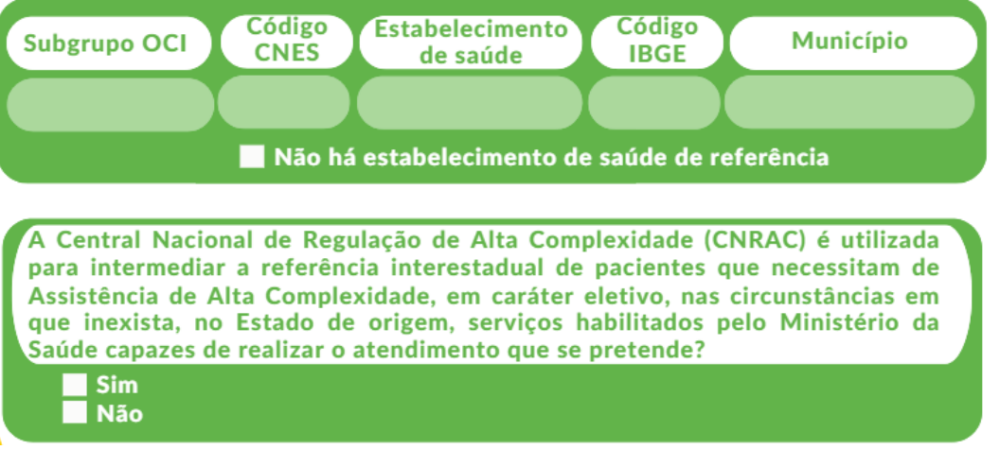 Subgrupo OCI
Código CNES
Estabelecimento de saúde
Código IBGE
Município
Não há estabelecimento de saúde de referência
A Central Nacional de Regulação de Alta Complexidade (CNRAC) é utilizada
para intermediar a referência interestadual de pacientes que necessitam de
Assistência de Alta Complexidade, em caráter eletivo, nas circunstâncias em
que inexista, no Estado de origem, serviços habilitados pelo Ministério da
Saúde capazes de realizar o atendimento que se pretende?
Sim
Não